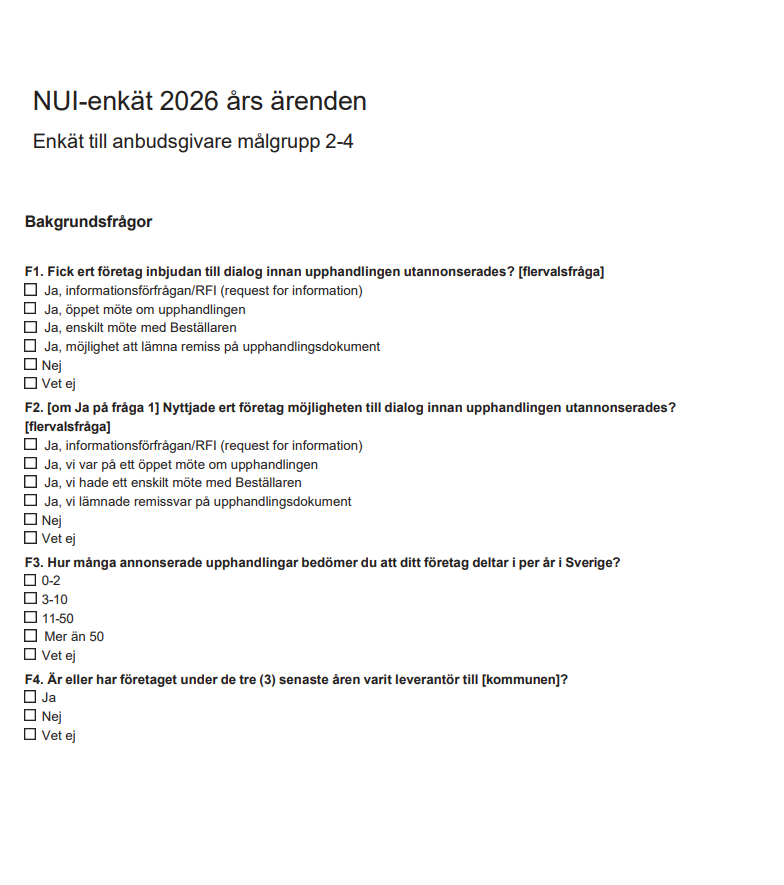 NUI-enkät 2026 års ärenden
Enkät till anbudsgivare målgrupp 2-4
Bakgrundsfrågor
F1. Fick ert företag inbjudan till dialog innan upphandlingen utannonserades? [flervalsfråga]
Ja, informationsförfrågan/RFI (request for information)
Ja, öppet möte om upphandlingen
Ja, enskilt möte med Beställaren
Ja, möjlighet att lämna remiss på upphandlingsdokument
Nej
Vet ej
F2. [om Ja på fråga 1] Nyttjade ert företag möjligheten till dialog innan upphandlingen utannonserades?
[flervalsfråga]
Ja, informationsförfrågan/RFI (request for information)
Ja, vi var på ett öppet möte om upphandlingen
Ja, vi hade ett enskilt möte med Beställaren
Ja, vi lämnade remissvar på upphandlingsdokument
Nej
Vet ej
F3. Hur många annonserade upphandlingar bedömer du att ditt företag deltar i per år i Sverige?
0-2
3-10
11-50
Mer än 50
Vet ej
F4. Är eller har företaget under de tre (3) senaste åren varit leverantör till [kommunen]?
Ja
Nej
Vet ej